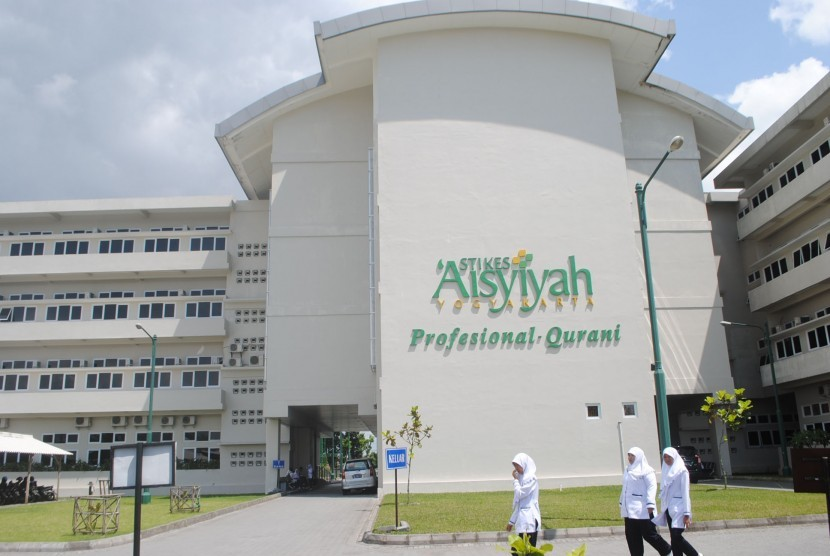 STIKES
'Aisyiyah
YOGYAKARTA
Profesional - Qurani
KELUAR